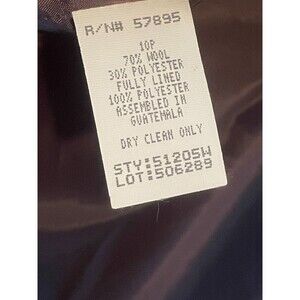 R/N# 57895
10P
70% WOOL
30% POLYESTER
FULLY LINED
100% POLYESTER
ASSEMBLED IN
GUATEMALA
DRY CLEAN ONLY
STY:51205W
LOT:506289